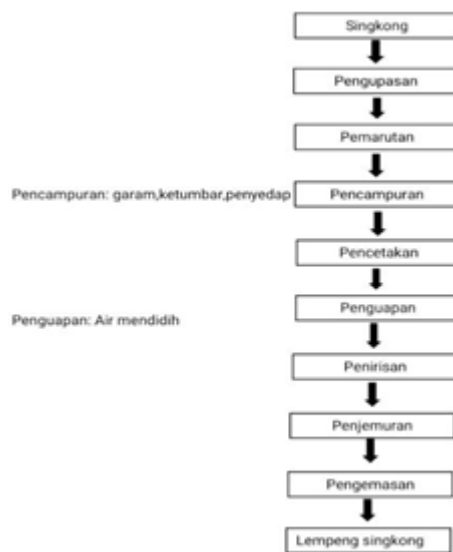 Singkong
Pengupasan
Pemarutan
Pencampuran: garam,ketumbar,penyedap
Pencampuran
Pencetakan
Penguapan
Penguapan: Air mendidih
Penirisan
Penjemuran
Pengemasan
Lempeng singkong